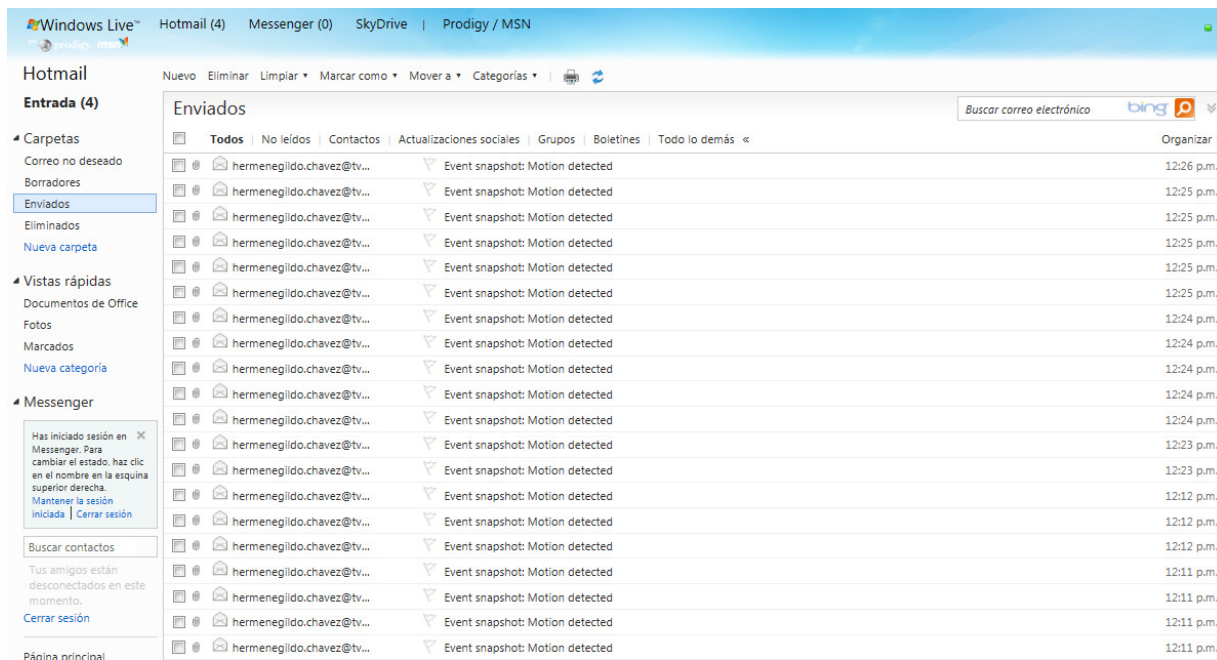 Windows Live™ Hotmail (4) Messenger (0) SkyDrive | Prodigy / MSN
prodigy msn
Hotmail
Nuevo Eliminar Limpiar Marcar como Mover a Categorías
Entrada (4)
Enviados
Buscar correo electrónico bing
Carpetas
Correo no deseado
Borradores
Enviados
Eliminados
Nueva carpeta
Vistas rápidas
Documentos de Office
Fotos
Marcados
Nueva categoría
Messenger
Has iniciado sesión en
Messenger. Para
cambiar el estado, haz clic
en el nombre en la esquina
superior derecha.
Mantener la sesión
iniciada | Cerrar sesión
Buscar contactos
Tus amigos están
desconectados en este
momento.
Cerrar sesión
Página principal
Todos | No leídos | Contactos | Actualizaciones sociales | Grupos | Boletines | Todo lo demás « Organizar
hermenegildo.chavez@tv... Event snapshot: Motion detected 12:26 p.m.
hermenegildo.chavez@tv... Event snapshot: Motion detected 12:25 p.m.
hermenegildo.chavez@tv... Event snapshot: Motion detected 12:25 p.m.
hermenegildo.chavez@tv... Event snapshot: Motion detected 12:25 p.m.
hermenegildo.chavez@tv... Event snapshot: Motion detected 12:25 p.m.
hermenegildo.chavez@tv... Event snapshot: Motion detected 12:25 p.m.
hermenegildo.chavez@tv... Event snapshot: Motion detected 12:24 p.m.
hermenegildo.chavez@tv... Event snapshot: Motion detected 12:24 p.m.
hermenegildo.chavez@tv... Event snapshot: Motion detected 12:24 p.m.
hermenegildo.chavez@tv... Event snapshot: Motion detected 12:24 p.m.
hermenegildo.chavez@tv... Event snapshot: Motion detected 12:24 p.m.
hermenegildo.chavez@tv... Event snapshot: Motion detected 12:23 p.m.
hermenegildo.chavez@tv... Event snapshot: Motion detected 12:23 p.m.
hermenegildo.chavez@tv... Event snapshot: Motion detected 12:12 p.m.
hermenegildo.chavez@tv... Event snapshot: Motion detected 12:12 p.m.
hermenegildo.chavez@tv... Event snapshot: Motion detected 12:12 p.m.
hermenegildo.chavez@tv... Event snapshot: Motion detected 12:11 p.m.
hermenegildo.chavez@tv... Event snapshot: Motion detected 12:11 p.m.
hermenegildo.chavez@tv... Event snapshot: Motion detected 12:11 p.m.
hermenegildo.chavez@tv... Event snapshot: Motion detected 12:11 p.m.